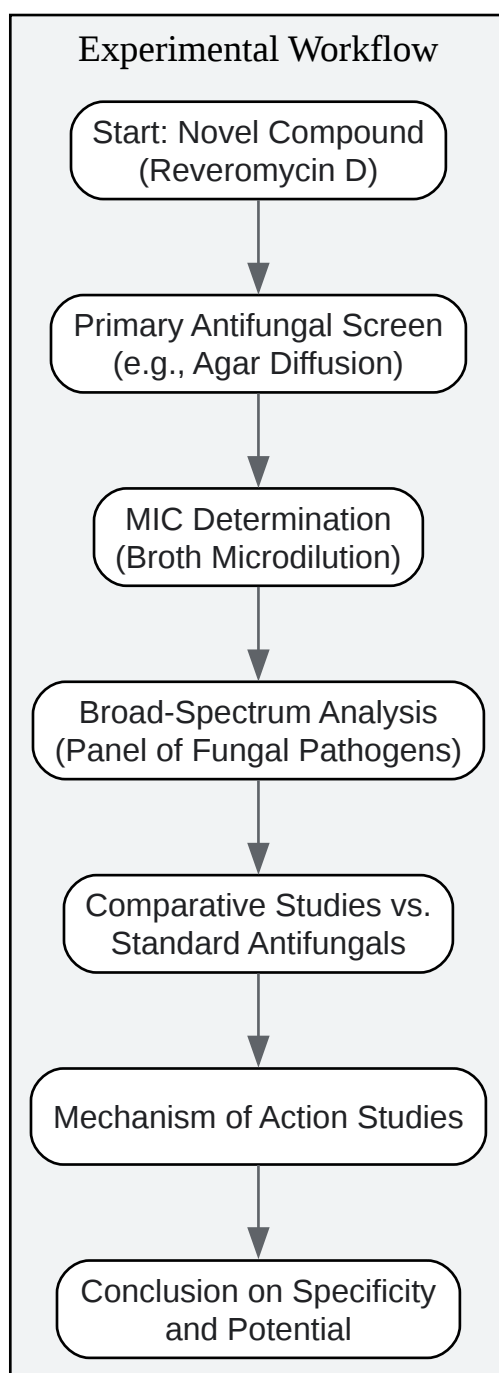 Experimental Workflow
Start: Novel Compound
(Reveromycin D)
Primary Antifungal Screen
(e.g., Agar Diffusion)
MIC Determination
(Broth Microdilution)
Broad-Spectrum Analysis
(Panel of Fungal Pathogens)
Comparative Studies vs.
Standard Antifungals
Mechanism of Action Studies
Conclusion on Specificity
and Potential